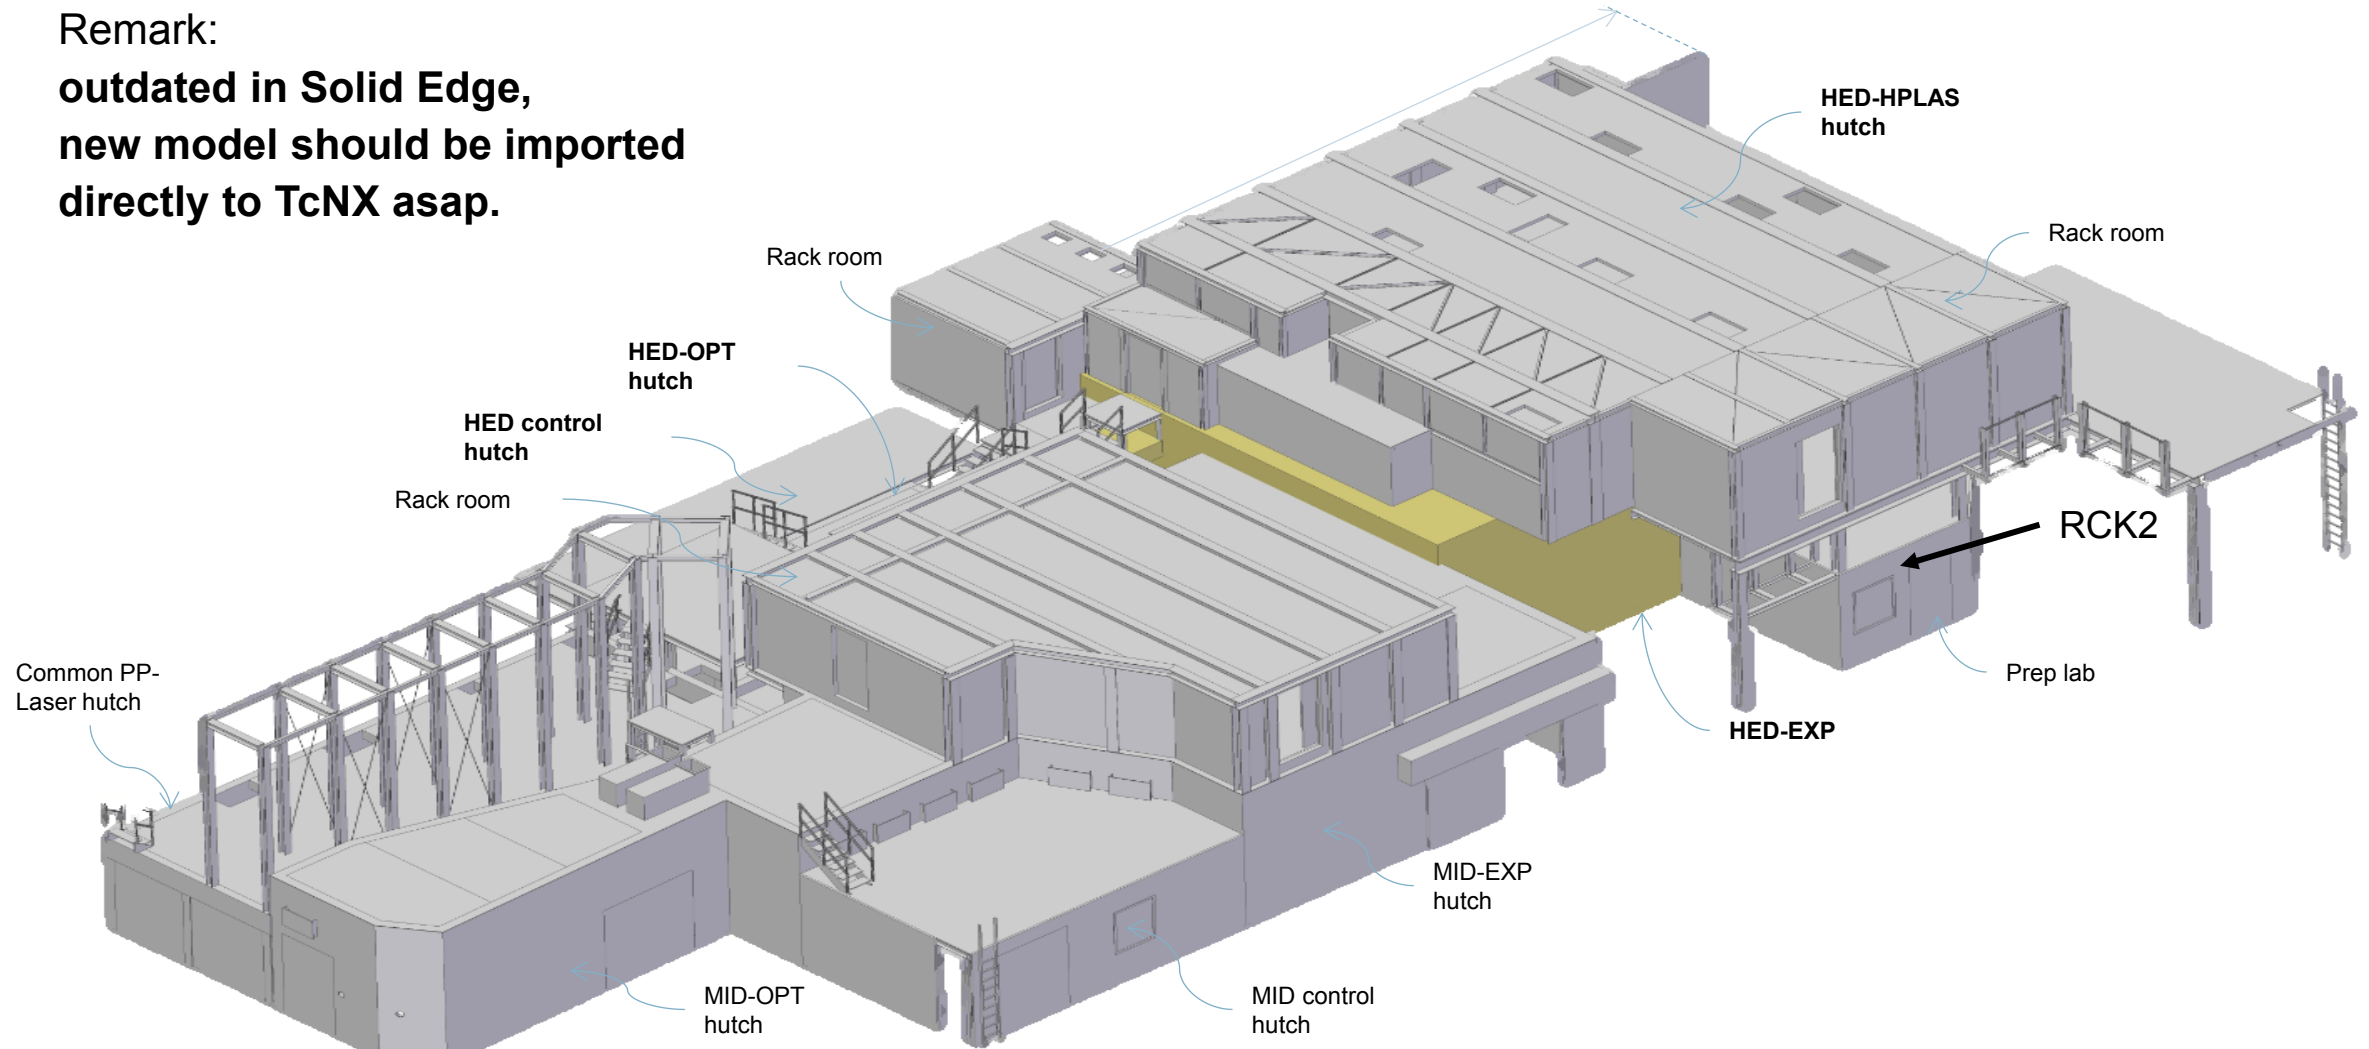 Remark:
outdated in Solid Edge,
new model should be imported
directly to TcNX asap.
HED-HPLAS
hutch
Rack room
Rack room
HED-OPT
hutch
HED control
hutch
Rack room
RCK2
Common PP-
Laser hutch
Prep lab
HED-EXP
MID-EXP
hutch
MID-OPT
hutch
MID control
hutch